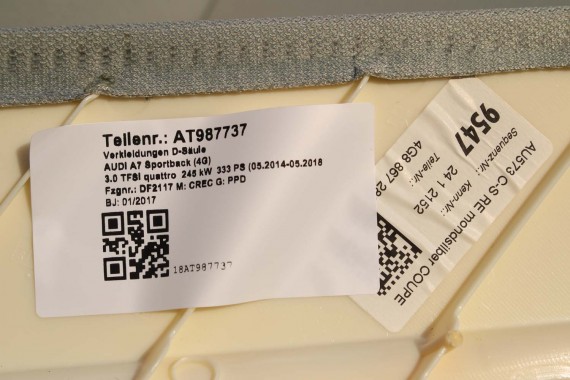 Teilenr.: AT987737
Verkleidungen D-Säule
AUDI A7 Sportback (4G)
3.0 TFSI quattro 245 kW 333 PS (05.2014-05.2018
Fzgnr.: DF2117 M: CREC G: PPD
BJ: 01/2017
18AT987737
9547
Sequenz-Nr.:
24 1 2152
Kenn-Nr.:
4G8 867 28
Teile-Nr.:
AU573 C-S RE mondsilber COUPE